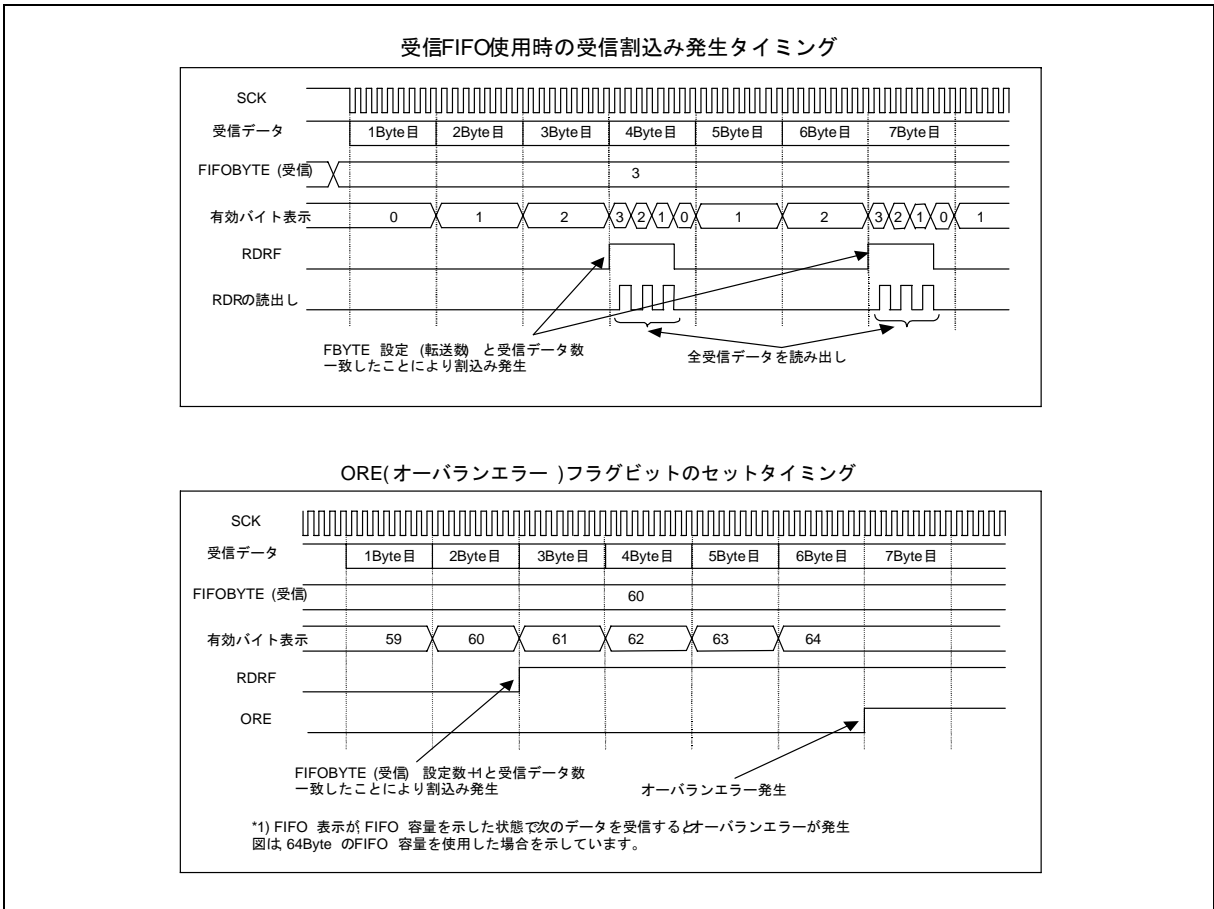 受信FIFO使用時の受信割込み発生タイミング
SCK
受信データ 1Byte目 2Byte目 3Byte目 4Byte目 5Byte目 6Byte目 7Byte目
FIFOBYTE (受信) 3
有効バイト表示 0 1 2 3 2 1 0 1 2 3 2 1 0 1
RDRF
RDRの読出し
FBYTE 設定 (転送数) と受信データ数
一致したことにより割込み発生
全受信データを読み出し
ORE(オーバランエラー )フラグビットのセットタイミング
SCK
受信データ 1Byte目 2Byte目 3Byte目 4Byte目 5Byte目 6Byte目 7Byte目
FIFOBYTE (受信) 60
有効バイト表示 59 60 61 62 63 64
RDRF
ORE
FIFOBYTE (受信) 設定数+1と受信データ数
一致したことにより割込み発生
オーバランエラー発生
*1) FIFO 表示が, FIFO 容量を示した状態で次のデータを受信するとオーバランエラーが発生
図は, 64Byte のFIFO 容量を使用した場合を示しています。